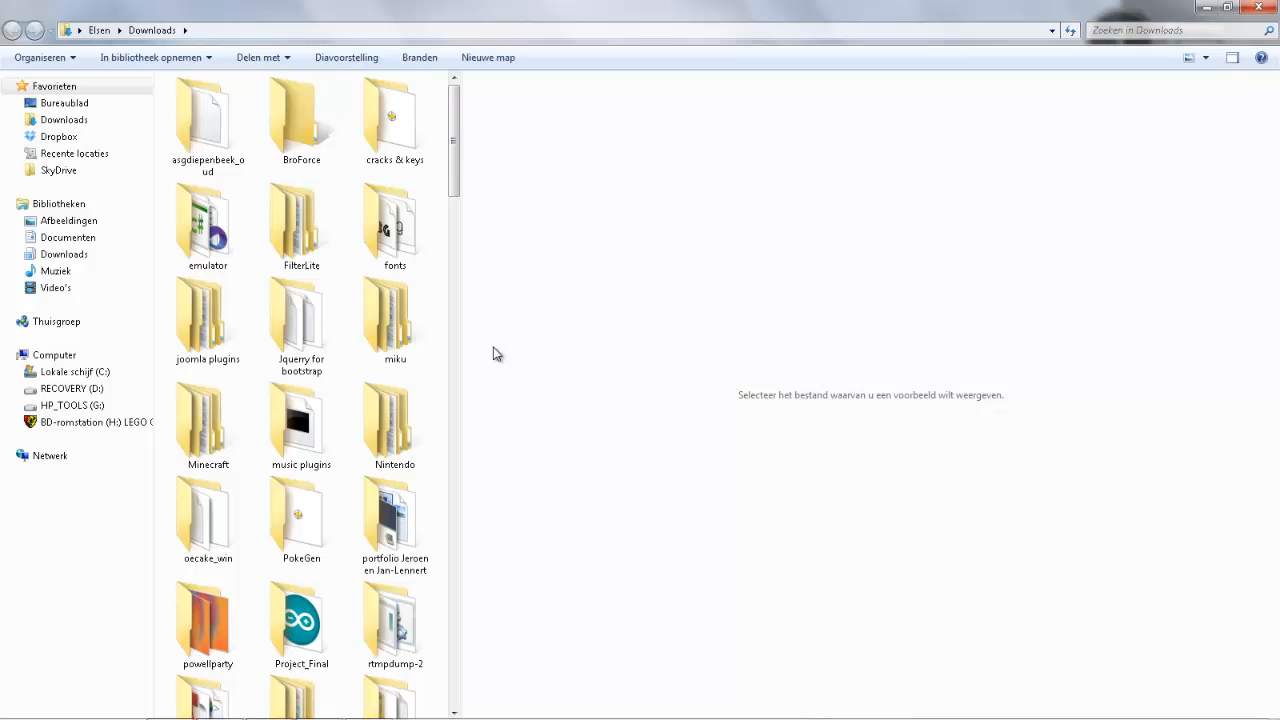 Elsen Downloads
Zoeken in Downloads
Organiseren In bibliotheek opnemen Delen met Diavoorstelling Branden Nieuwe map
Favorieten
Bureaublad
Downloads
Dropbox
Recente locaties
SkyDrive
Bibliotheken
Afbeeldingen
Documenten
Downloads
Muziek
Video's
Thuisgroep
Computer
Lokale schijf (C:)
RECOVERY (D:)
HP_TOOLS (G:)
BD-romstation (H:) LEGO
Netwerk
asgdiepenbeek_o
ud
BroForce
cracks & keys
emulator
FilterLite
fonts
joomla plugins
Jquerry for
bootstrap
miku
Minecraft
music plugins
Nintendo
oecake_win
PokeGen
portfolio Jeroen
en Jan-Lennert
powellparty
Project_Final
rtmpdump-2
Selecteer het bestand waarvan u een voorbeeld wilt weergeven.